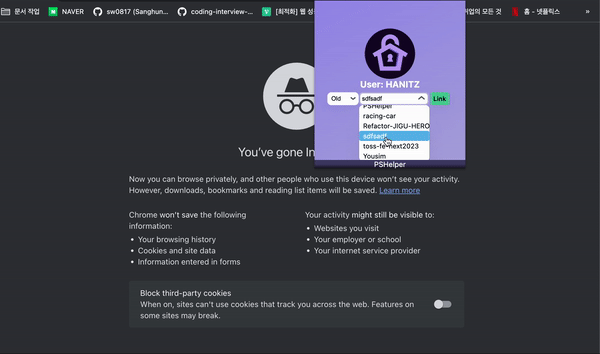 문서 작업
NAVER
sw0817 (Sanghun...
coding-interview-...
[최적화] 웹 성
업의 모든 것
홈 - 넷플릭스
»
User: HANITZ
Old
sdfsadf
Link
PSHelper
racing-car
Refactor-JIGU-HERO
sdfsadf
toss-fe-next2023
Yousim
PSHelper
You've gone In
Now you can browse privately, and other people who use this device won't see your activity.
However, downloads, bookmarks and reading list items will be saved. Learn more
Chrome won't save the following
information:
• Your browsing history
• Cookies and site data
• Information entered in forms
Your activity might still be visible to:
• Websites you visit
• Your employer or school
• Your internet service provider
Block third-party cookies
When on, sites can't use cookies that track you across the web. Features on
some sites may break.